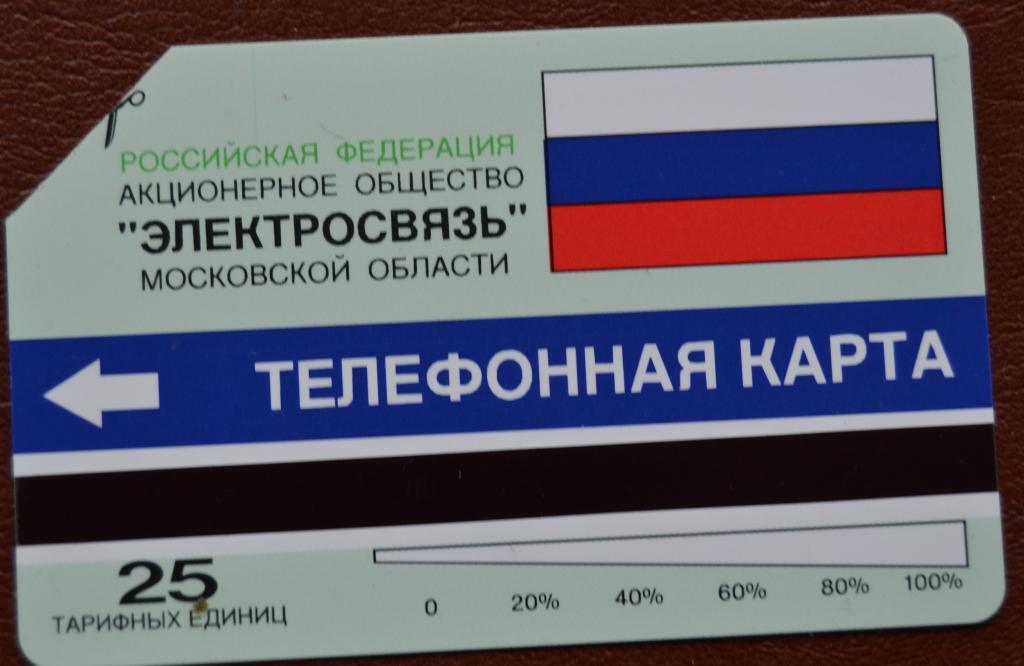 РОССИЙСКАЯ ФЕДЕРАЦИЯ
АКЦИОНЕРНОЕ ОБЩЕСТВО
"ЭЛЕКТРОСВЯЗЬ"
МОСКОВСКОЙ ОБЛАСТИ
ТЕЛЕФОННАЯ КАРТА
25
ТАРИФНЫХ ЕДИНИЦ
0 20% 40% 60% 80% 100%